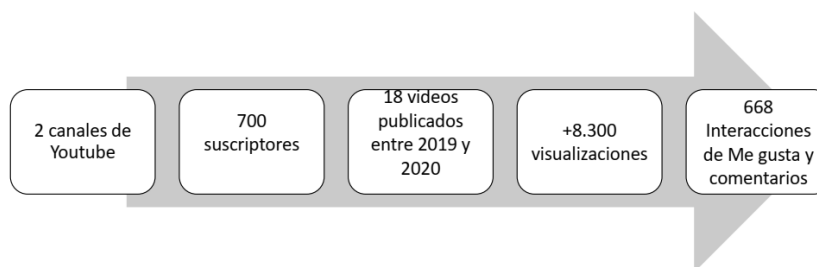 2 canales de
Youtube
700
suscriptores
18 videos
publicados
entre 2019 y
2020
+8.300
visualizaciones
668
Interacciones
de Me gusta y
comentarios